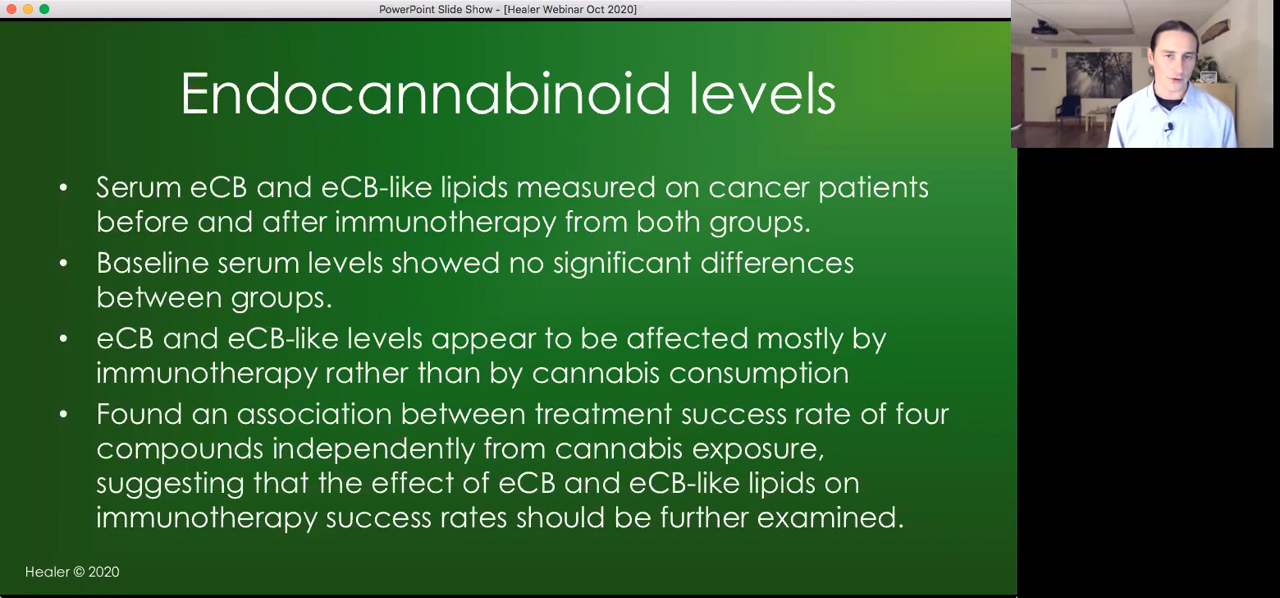 PowerPoint Slide Show - [Healer Webinar Oct 2020]
Endocannabinoid levels
• Serum eCB and eCB-like lipids measured on cancer patients
before and after immunotherapy from both groups.
• Baseline serum levels showed no significant differences
between groups.
• eCB and eCB-like levels appear to be affected mostly by
immunotherapy rather than by cannabis consumption
• Found an association between treatment success rate of four
compounds independently from cannabis exposure,
suggesting that the effect of eCB and eCB-like lipids on
immunotherapy success rates should be further examined.
Healer © 2020